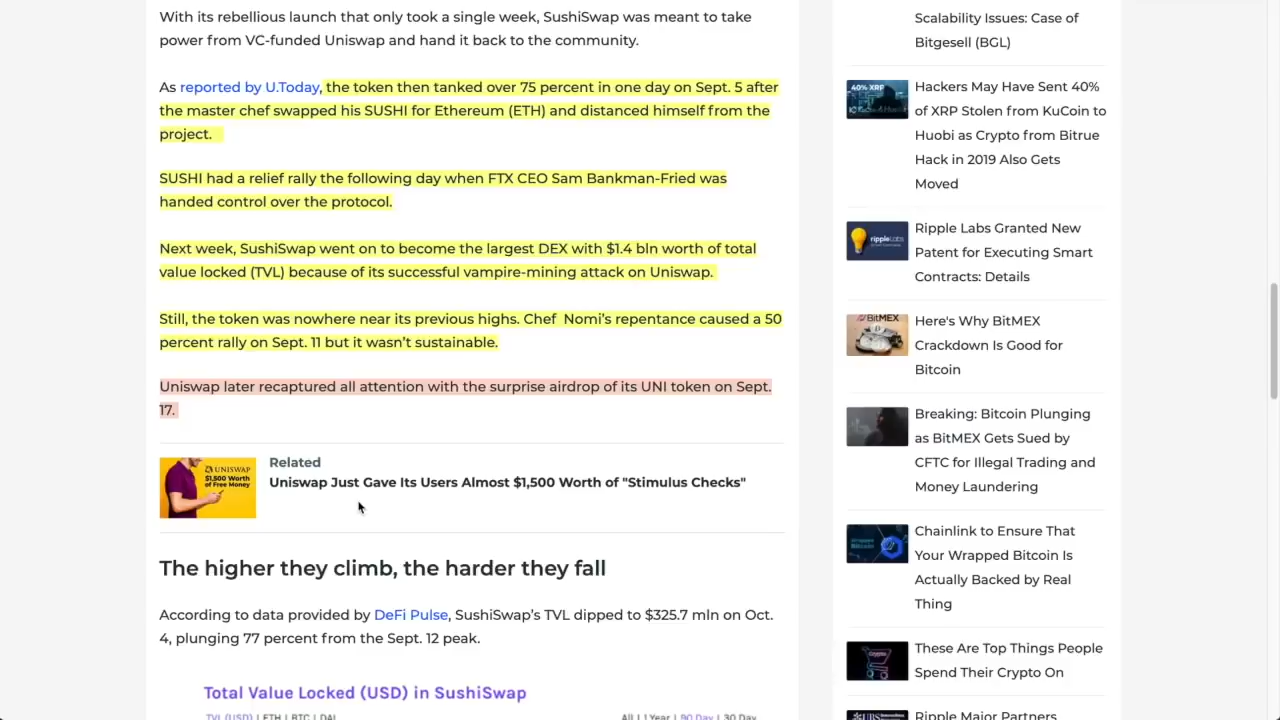 With its rebellious launch that only took a single week, SushiSwap was meant to take
power from VC-funded Uniswap and hand it back to the community.
As reported by U.Today, the token then tanked over 75 percent in one day on Sept. 5 after
the master chef swapped his SUSHI for Ethereum (ETH) and distanced himself from the
project.
SUSHI had a relief rally the following day when FTX CEO Sam Bankman-Fried was
handed control over the protocol.
Next week, SushiSwap went on to become the largest DEX with $1.4 bln worth of total
value locked (TVL) because of its successful vampire-mining attack on Uniswap.
Still, the token was nowhere near its previous highs. Chef Nomi's repentance caused a 50
percent rally on Sept. 11 but it wasn't sustainable.
Uniswap later recaptured all attention with the surprise airdrop of its UNI token on Sept.
17.
UNISWAP
$1,500 Worth
of Free Money
Related
Uniswap Just Gave Its Users Almost $1,500 Worth of "Stimulus Checks"
The higher they climb, the harder they fall
According to data provided by DeFi Pulse, SushiSwap's TVL dipped to $325.7 mln on Oct.
4, plunging 77 percent from the Sept. 12 peak.
Total Value Locked (USD) in SushiSwap
TVL (USD) | ETH | BTC | DAI
All | 1 Year | 90 Day | 30 Day
Scalability Issues: Case of
Bitgesell (BGL)
40% XRP
Hackers May Have Sent 40%
of XRP Stolen from KuCoin to
Huobi as Crypto from Bitrue
Hack in 2019 Also Gets
Moved
rippleLabs
Ripple Labs Granted New
Patent for Executing Smart
Contracts: Details
BitMEX
Here's Why BitMEX
Crackdown Is Good for
Bitcoin
Breaking: Bitcoin Plunging
as BitMEX Gets Sued by
CFTC for Illegal Trading and
Money Laundering
Chainlink to Ensure That
Your Wrapped Bitcoin Is
Actually Backed by Real
Thing
These Are Top Things People
Spend Their Crypto On
UBS
Ripple Major Partners